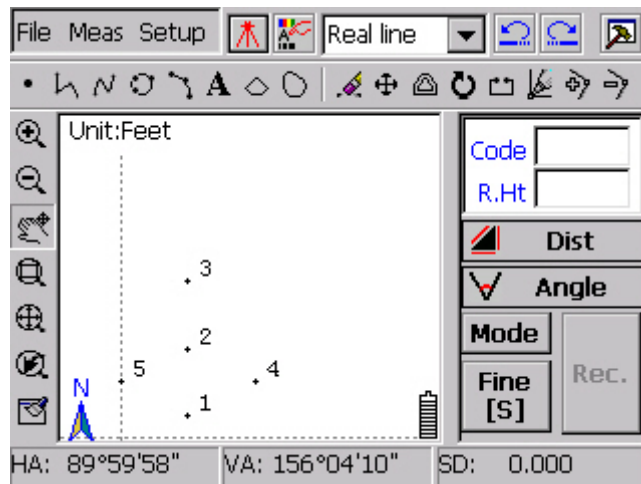 File Meas Setup Real line
A
Unit:Feet
Code
R.Ht
Dist
3
Angle
2
Mode
5 4
Rec.
Fine
[S]
N
1
HA: 89°59'58" VA: 156°04'10" SD: 0.000